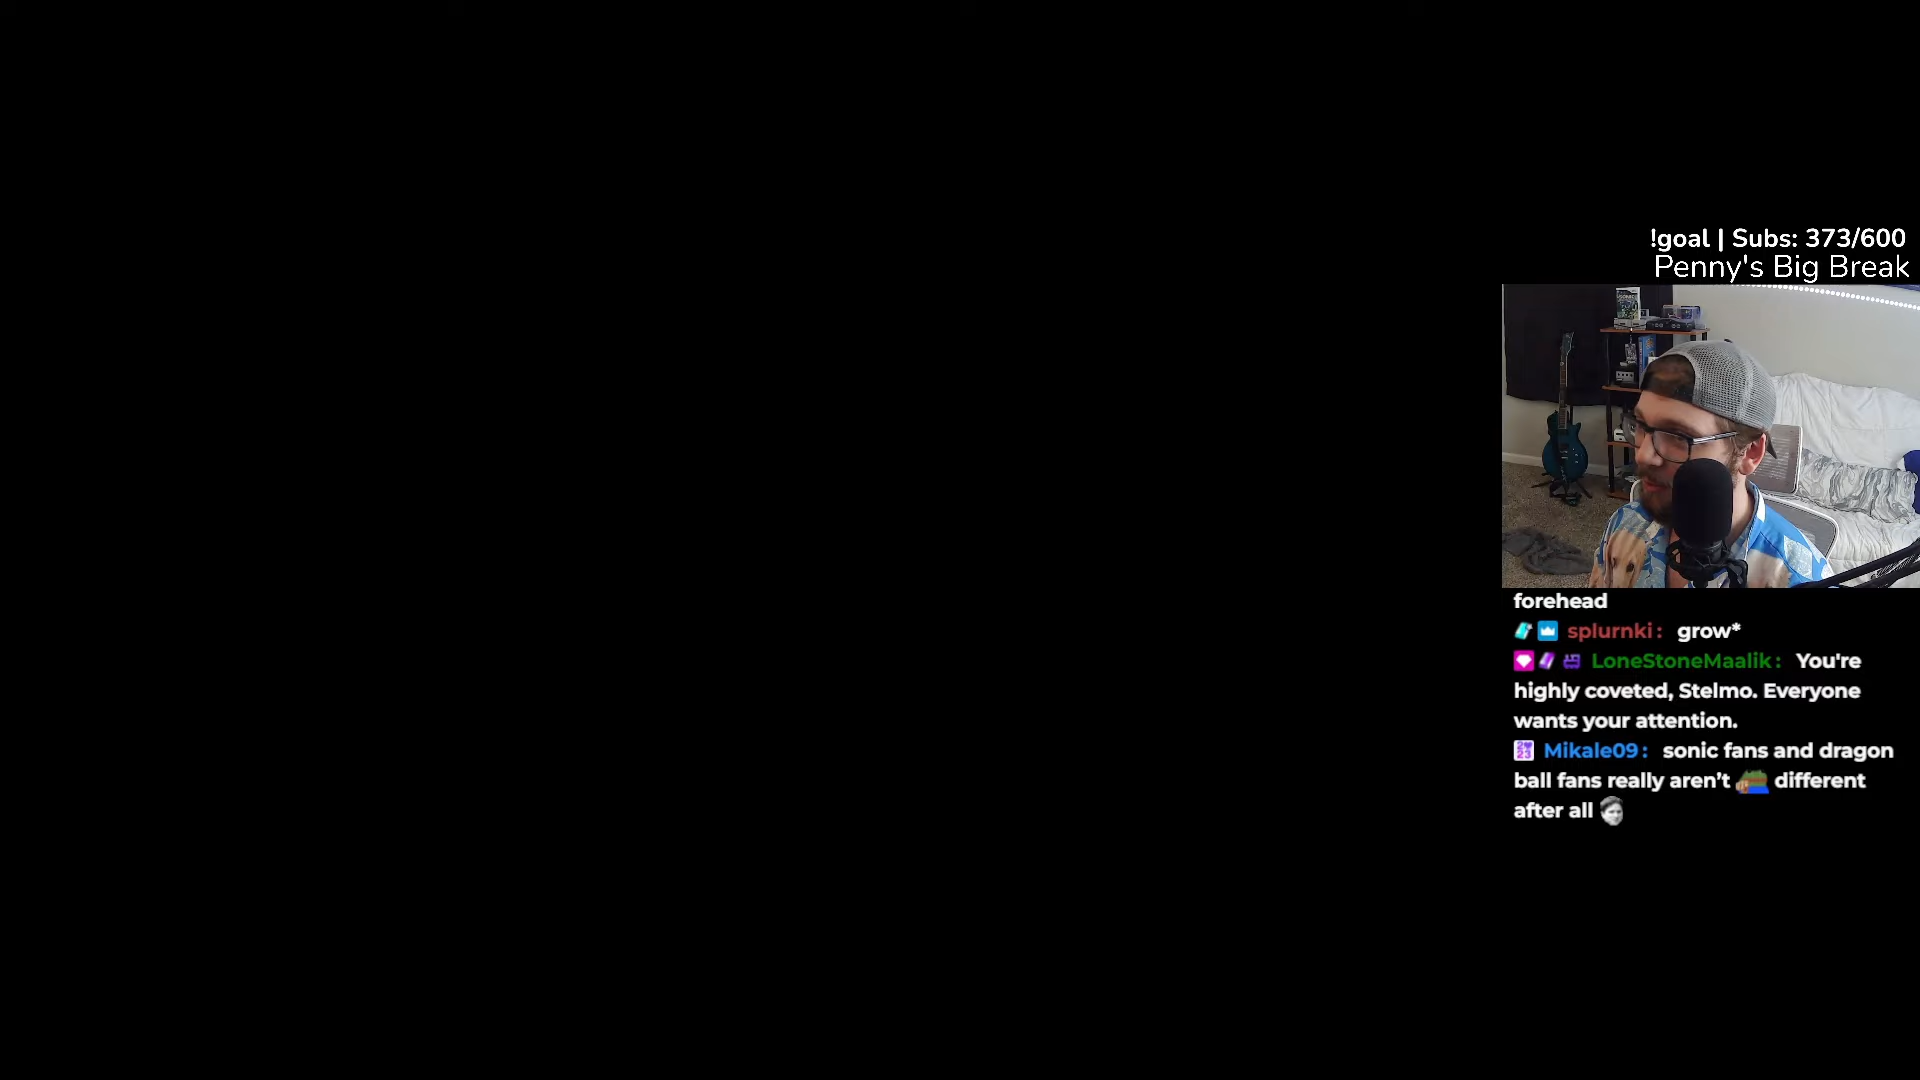 !goal | Subs: 373/600
Penny's Big Break
forehead
splurnki: grow*
LoneStoneMaalik: You're
highly coveted, Stelmo. Everyone
wants your attention.
Mikale09: sonic fans and dragon
ball fans really aren’t different
after all